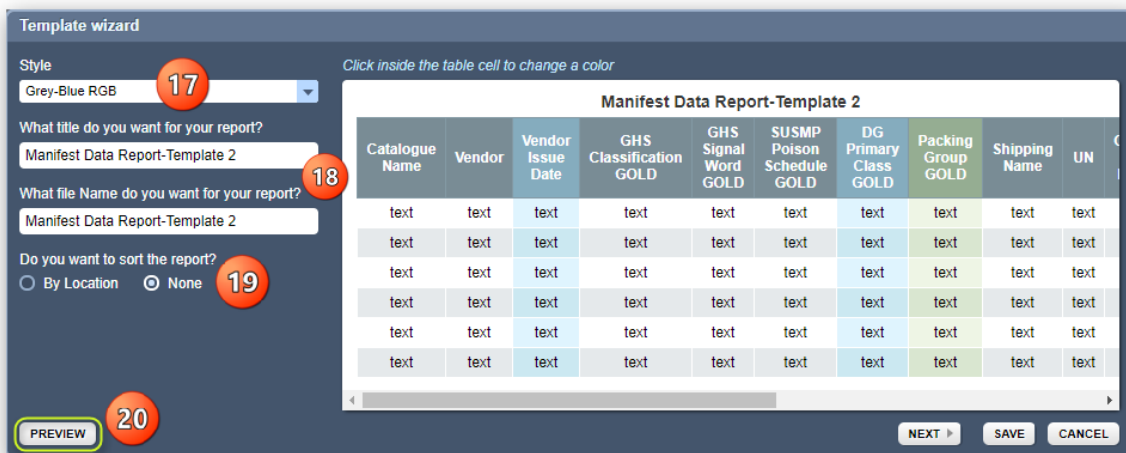 Template wizard
Style
Grey-Blue RGB
17
What title do you want for your report?
Manifest Data Report-Template 2
18
What file Name do you want for your report?
Manifest Data Report-Template 2
Do you want to sort the report?
By Location None
19
PREVIEW
20
Click inside the table cell to change a color
Manifest Data Report-Template 2
Catalogue Name Vendor Vendor Issue Date GHS Classification GOLD GHS Signal Word GOLD SUSMP Poison Schedule GOLD DG Primary Class GOLD Packing Group GOLD Shipping Name UN
text text text text text text text text text text
text text text text text text text text text text
text text text text text text text text text text
text text text text text text text text text text
text text text text text text text text text text
text text text text text text text text text text
NEXT SAVE CANCEL